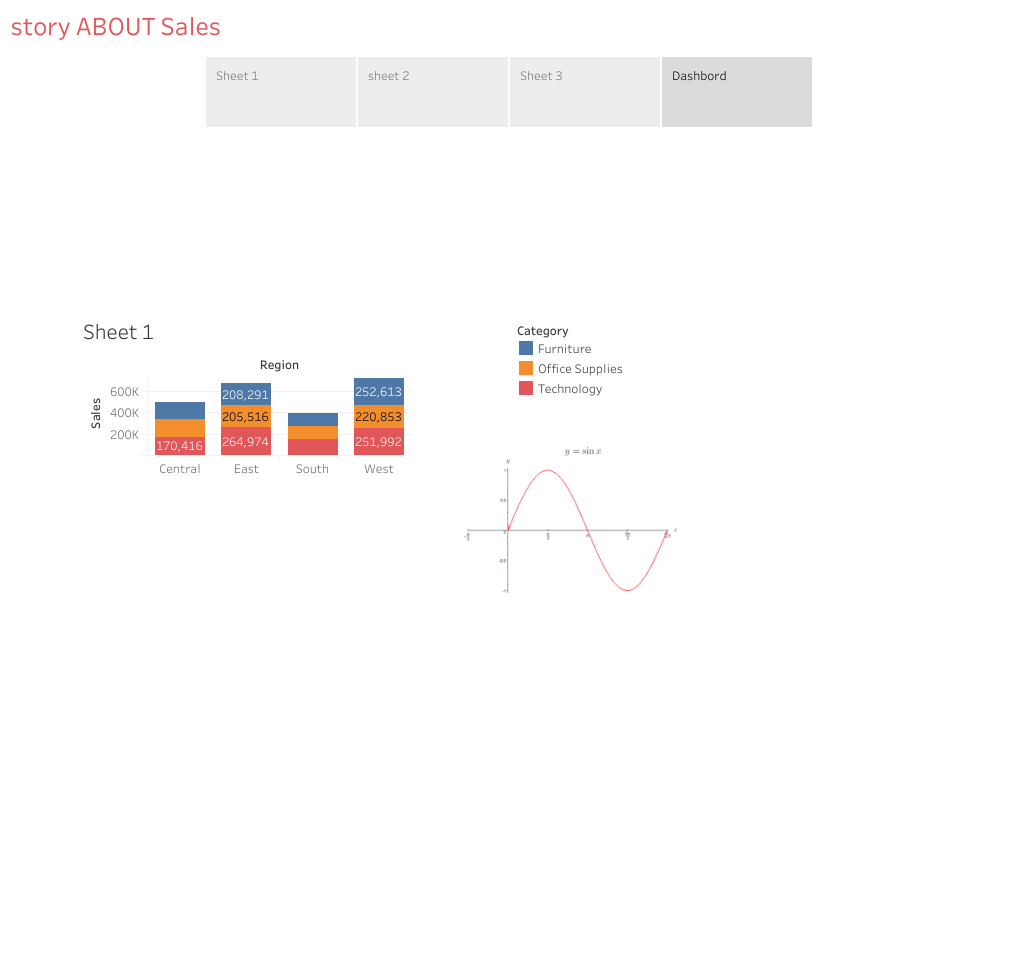 story ABOUT Sales
Sheet 1
sheet 2
Sheet 3
Dashbord
Sheet 1
Region
Sales
600K
400K
200K
208,291
252,613
205,516
220,853
170,416
264,974
251,992
Central
East
South
West
Category
Furniture
Office Supplies
Technology
y = sin x
y
x